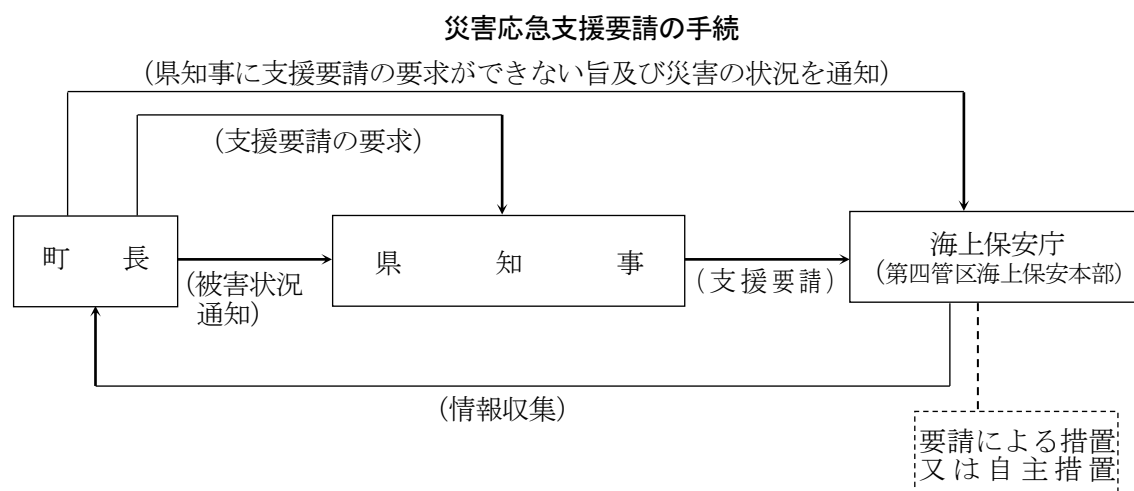 災害応急支援要請の手続
(県知事に支援要請の要求ができない旨及び災害の状況を通知)
(支援要請の要求)
町長
県知事
海上保安庁
(第四管区海上保安本部)
(被害状況
通知)
(支援要請)
(情報収集)
要請による措置
又は自主措置